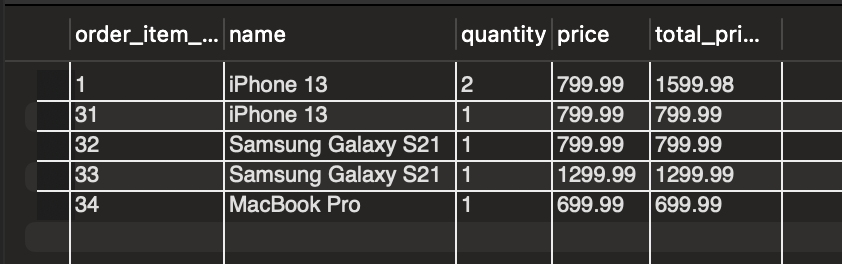 order_item_... name quantity price total_pri...
1 iPhone 13 2 799.99 1599.98
31 iPhone 13 1 799.99 799.99
32 Samsung Galaxy S21 1 799.99 799.99
33 Samsung Galaxy S21 1 1299.99 1299.99
34 MacBook Pro 1 699.99 699.99